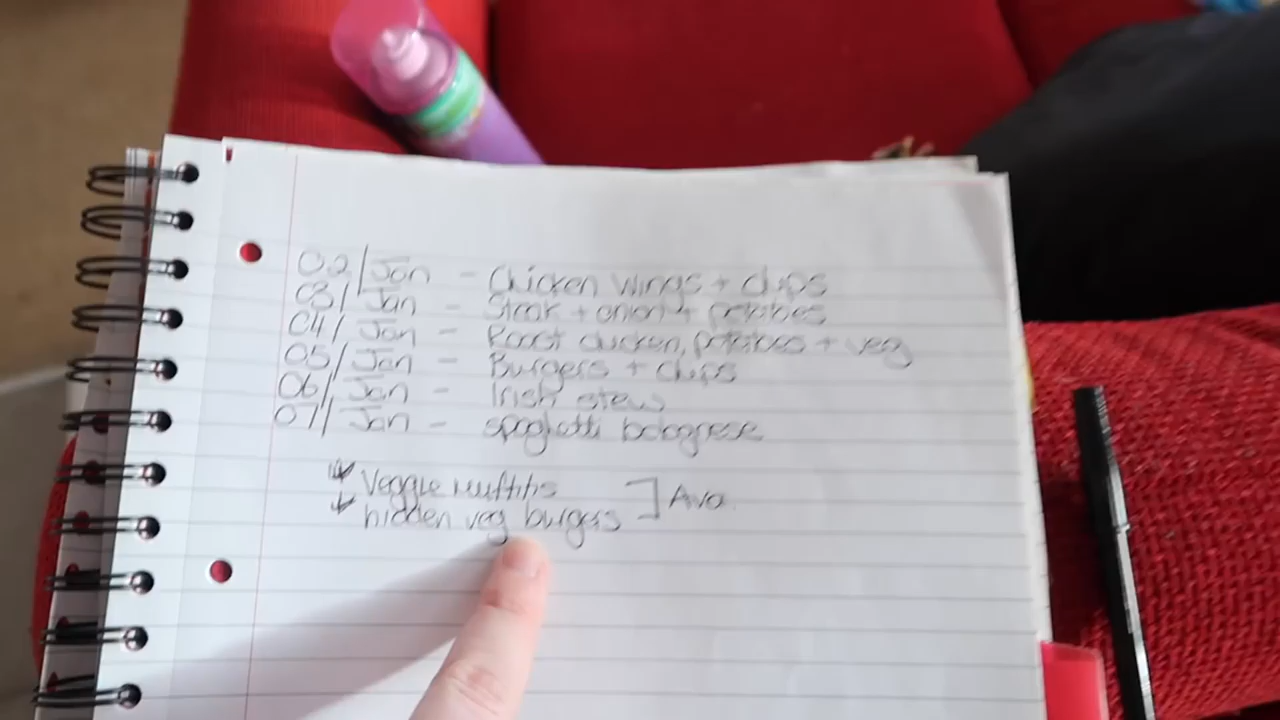 02/Jan - Chicken wings + chips
03/Jan - Steak + onion + potatoes
04/Jan - Roast chicken, potatoes + veg
05/Jan - Burgers + chips
06/Jan - Irish stew
07/Jan - spaghetti bolognese
Veggie
hidden veg burgers ] Ava